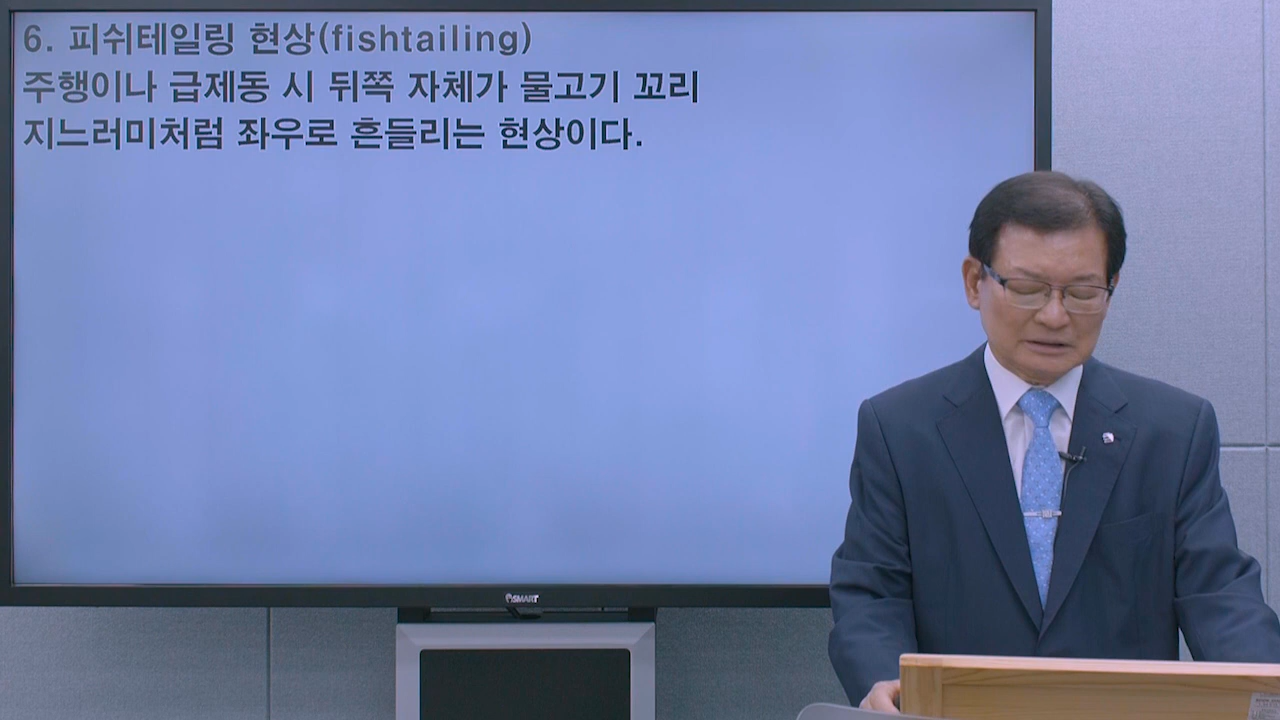 6. 피쉬테일링 현상(fishtailing)
주행이나 급제동 시 뒤쪽 자체가 물고기 꼬리
지느러미처럼 좌우로 흔들리는 현상이다.
SMART